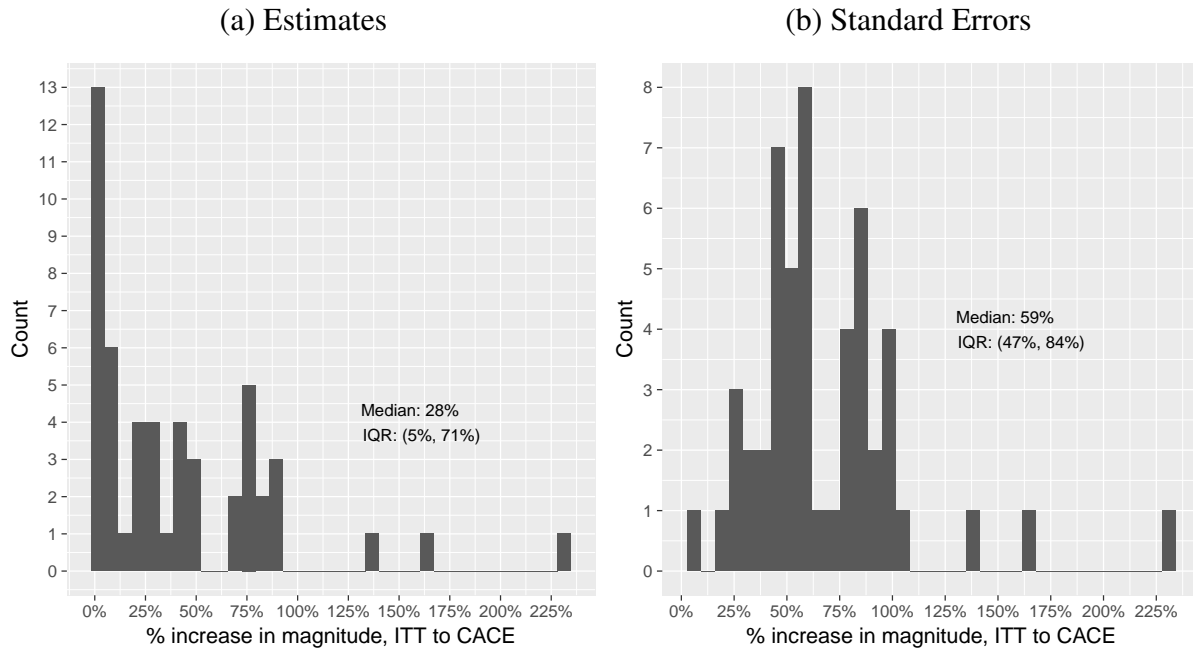 (a) Estimates
13
12
11
10
9
8
7
6
5
4
3
2
1
0
Count
Median: 28%
IQR: (5%, 71%)
0% 25% 50% 75% 100% 125% 150% 175% 200% 225%
% increase in magnitude, ITT to CACE
(b) Standard Errors
8
7
6
5
4
3
2
1
0
Count
Median: 59%
IQR: (47%, 84%)
0% 25% 50% 75% 100% 125% 150% 175% 200% 225%
% increase in magnitude, ITT to CACE